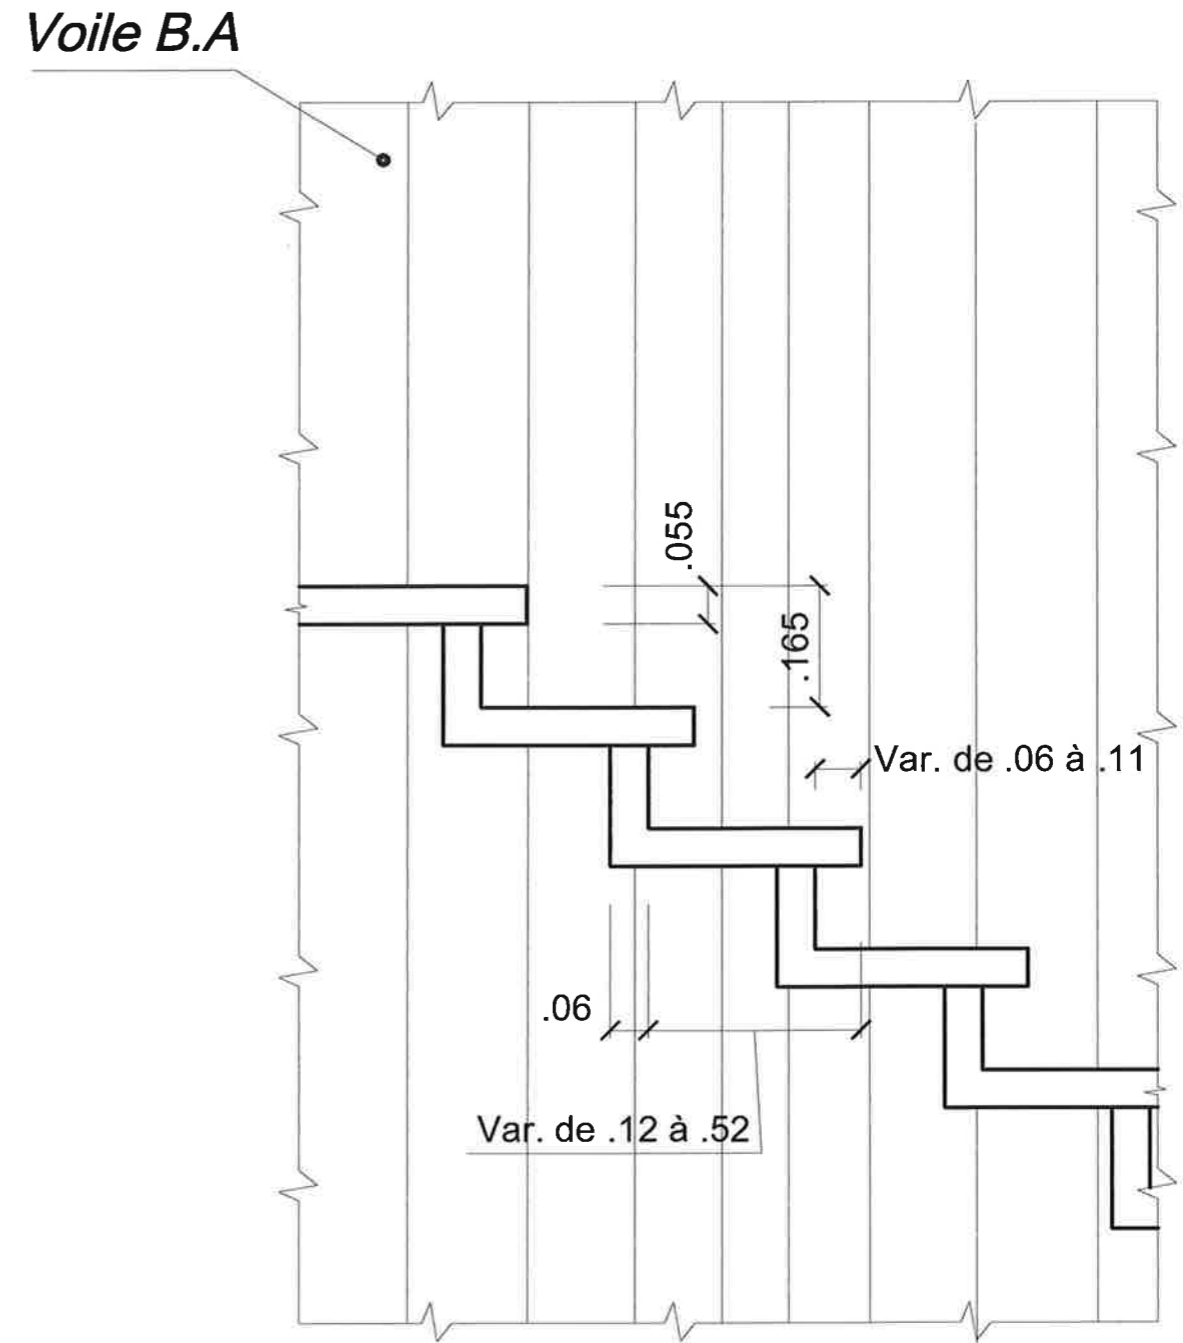 Voile B.A
.055
.165
Var. de .06 à .11
.06
Var. de .12 à .52